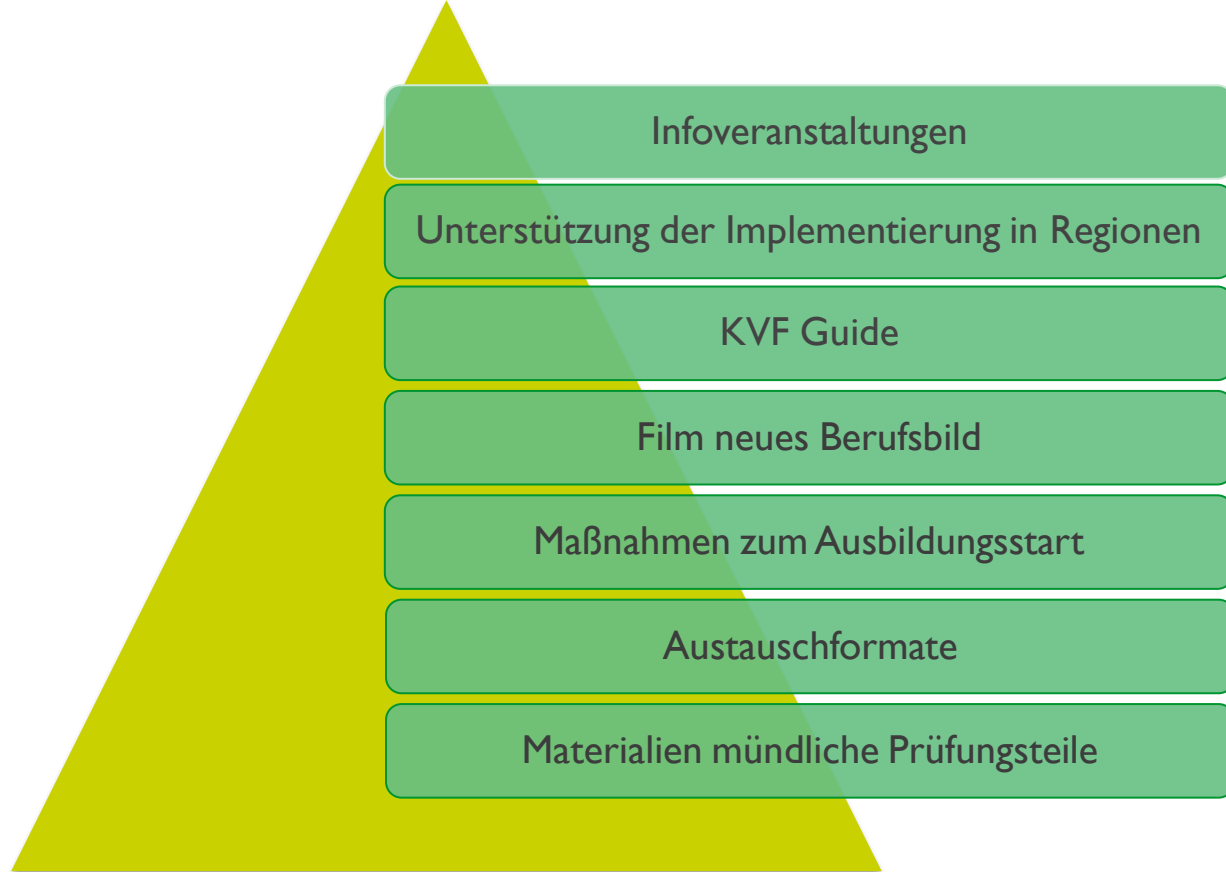 Infoveranstaltungen
Unterstützung der Implementierung in Regionen
KVF Guide
Film neues Berufsbild
Maßnahmen zum Ausbildungsstart
Austauschformate
Materialien mündliche Prüfungsteile